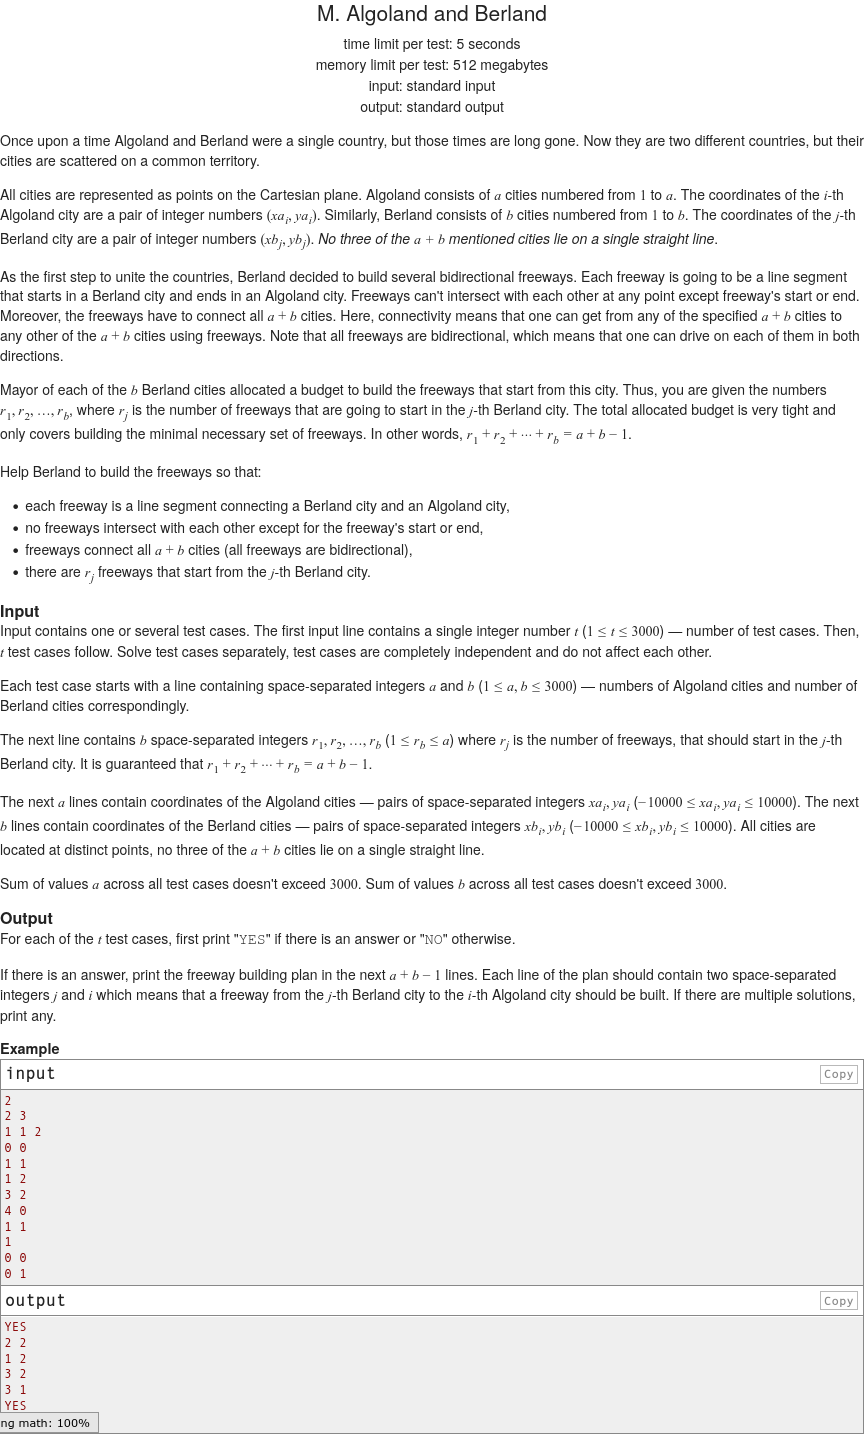 M. Algoland and Berland
time limit per test: 5 seconds
memory limit per test: 512 megabytes
input: standard input
output: standard output
Once upon a time Algoland and Berland were a single country, but those times are long gone. Now they are two different countries, but their
cities are scattered on a common territory.
All cities are represented as points on the Cartesian plane. Algoland consists of a cities numbered from 1 to a. The coordinates of the i-th
Algoland city are a pair of integer numbers (xa_i, ya_i). Similarly, Berland consists of b cities numbered from 1 to b. The coordinates of the j-th
Berland city are a pair of integer numbers (xb_j, yb_j). No three of the a + b mentioned cities lie on a single straight line.
As the first step to unite the countries, Berland decided to build several bidirectional freeways. Each freeway is going to be a line segment
that starts in a Berland city and ends in an Algoland city. Freeways can't intersect with each other at any point except freeway's start or end.
Moreover, the freeways have to connect all a + b cities. Here, connectivity means that one can get from any of the specified a + b cities to
any other of the a + b cities using freeways. Note that all freeways are bidirectional, which means that one can drive on each of them in both
directions.
Mayor of each of the b Berland cities allocated a budget to build the freeways that start from this city. Thus, you are given the numbers
r_1, r_2, ..., r_b, where r_j is the number of freeways that are going to start in the j-th Berland city. The total allocated budget is very tight and
only covers building the minimal necessary set of freeways. In other words, r_1 + r_2 + ··· + r_b = a + b − 1.
Help Berland to build the freeways so that:
• each freeway is a line segment connecting a Berland city and an Algoland city,
• no freeways intersect with each other except for the freeway's start or end,
• freeways connect all a + b cities (all freeways are bidirectional),
• there are r_j freeways that start from the j-th Berland city.
Input
Input contains one or several test cases. The first input line contains a single integer number t (1 ≤ t ≤ 3000) — number of test cases. Then,
t test cases follow. Solve test cases separately, test cases are completely independent and do not affect each other.
Each test case starts with a line containing space-separated integers a and b (1 ≤ a, b ≤ 3000) — numbers of Algoland cities and number of
Berland cities correspondingly.
The next line contains b space-separated integers r_1, r_2, ..., r_b (1 ≤ r_b ≤ a) where r_j is the number of freeways, that should start in the j-th
Berland city. It is guaranteed that r_1 + r_2 + ··· + r_b = a + b − 1.
The next a lines contain coordinates of the Algoland cities — pairs of space-separated integers xa_i, ya_i (−10000 ≤ xa_i, ya_i ≤ 10000). The next
b lines contain coordinates of the Berland cities — pairs of space-separated integers xb_i, yb_i (−10000 ≤ xb_i, yb_i ≤ 10000). All cities are
located at distinct points, no three of the a + b cities lie on a single straight line.
Sum of values a across all test cases doesn't exceed 3000. Sum of values b across all test cases doesn't exceed 3000.
Output
For each of the t test cases, first print "YES" if there is an answer or "NO" otherwise.
If there is an answer, print the freeway building plan in the next a + b − 1 lines. Each line of the plan should contain two space-separated
integers j and i which means that a freeway from the j-th Berland city to the i-th Algoland city should be built. If there are multiple solutions,
print any.
Example
input
Copy
2
2 3
1 1 2
0 0
1 1
1 2
3 2
4 0
1 1
1
0 0
0 1
output
Copy
YES
2 2
1 2
3 2
3 1
YES
ng math: 100%